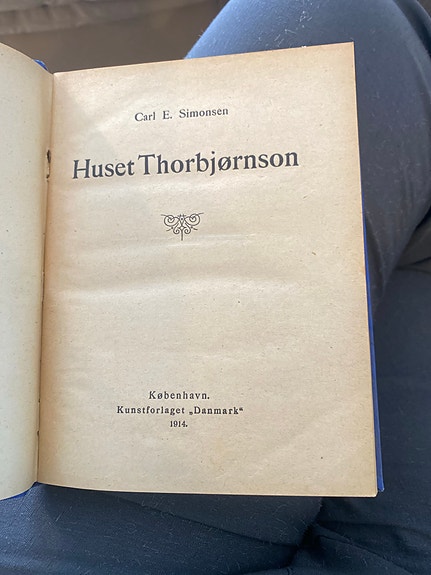 Carl E. Simonsen
Huset Thorbjørnson
København.
Kunstforlaget „Danmark“
1914.